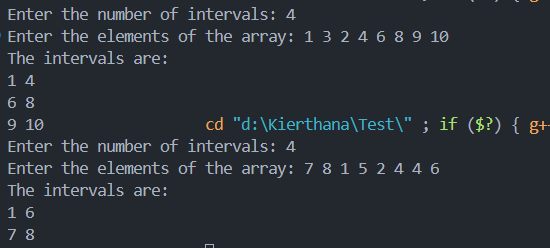 Enter the number of intervals: 4
Enter the elements of the array: 1 3 2 4 6 8 9 10
The intervals are:
1 4
6 8
9 10 cd "d:\Kierthana\Test\" ; if ($?) { g+
Enter the number of intervals: 4
Enter the elements of the array: 7 8 1 5 2 4 4 6
The intervals are:
1 6
7 8